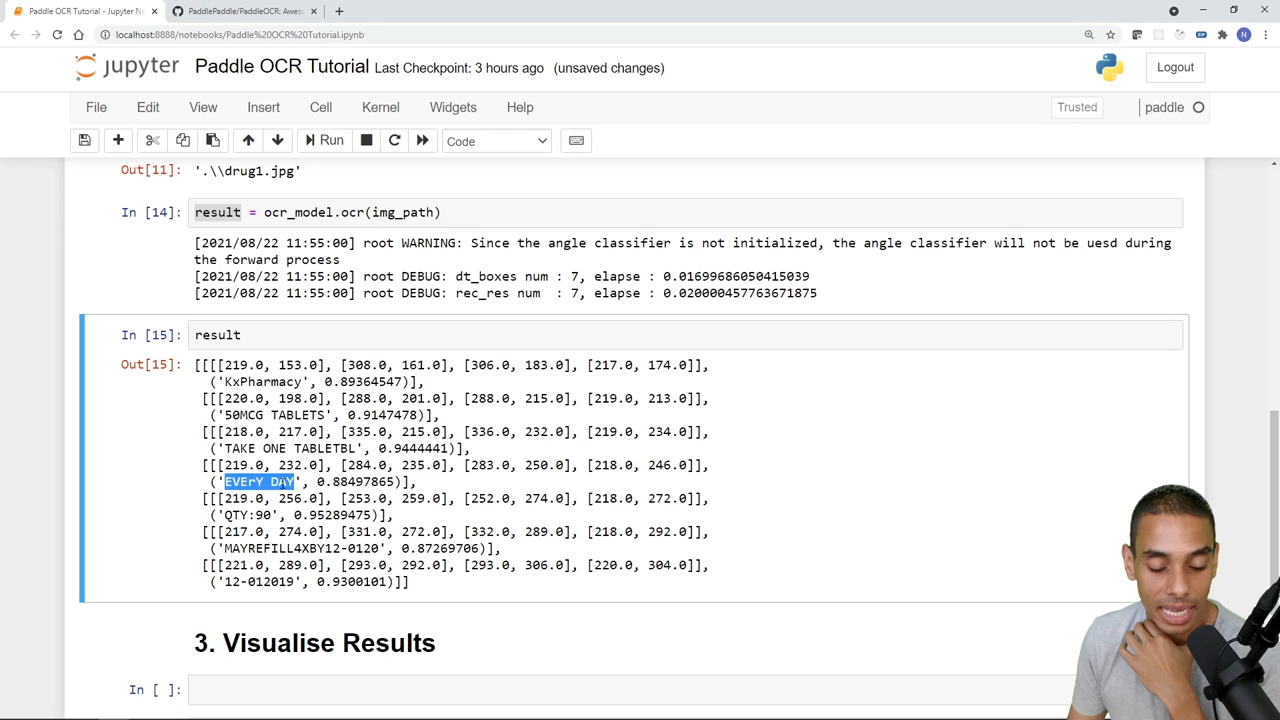 Paddle OCR Tutorial - Jupyter No
PaddlePaddle/PaddleOCR: Awes
localhost:8888/notebooks/Paddle%20OCR%20Tutorial.ipynb
N
jupyter Paddle OCR Tutorial Last Checkpoint: 3 hours ago (unsaved changes) Logout
File Edit View Insert Cell Kernel Widgets Help Trusted paddle
Run Code
Out[11]: '.\\drug1.jpg'
In [14]: result = ocr_model.ocr(img_path)
[2021/08/22 11:55:00] root WARNING: Since the angle classifier is not initialized, the angle classifier will not be uesd during
the forward process
[2021/08/22 11:55:00] root DEBUG: dt_boxes num : 7, elapse : 0.01699686050415039
[2021/08/22 11:55:00] root DEBUG: rec_res num  : 7, elapse : 0.020000457763671875
In [15]: result
Out[15]: [[[[219.0, 153.0], [308.0, 161.0], [306.0, 183.0], [217.0, 174.0]],
('KxPharmacy', 0.89364547)],
[[[220.0, 198.0], [288.0, 201.0], [288.0, 215.0], [219.0, 213.0]],
('50MCG TABLETS', 0.9147478)],
[[[218.0, 217.0], [335.0, 215.0], [336.0, 232.0], [219.0, 234.0]],
('TAKE ONE TABLETBL', 0.9444441)],
[[[219.0, 232.0], [284.0, 235.0], [283.0, 250.0], [218.0, 246.0]],
('EVErY DAY', 0.88497865)],
[[[219.0, 256.0], [253.0, 259.0], [252.0, 274.0], [218.0, 272.0]],
('QTY:90', 0.95289475)],
[[[217.0, 274.0], [331.0, 272.0], [332.0, 289.0], [218.0, 292.0]],
('MAYREFILL4XBY12-0120', 0.87269706)],
[[[221.0, 289.0], [293.0, 292.0], [293.0, 306.0], [220.0, 304.0]],
('12-012019', 0.9300101)]]
3. Visualise Results
In [ ]: